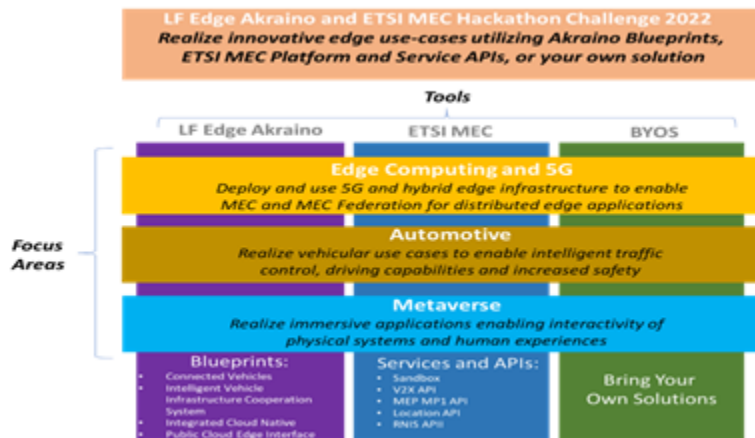 LF Edge Akraino and ETSI MEC Hackathon Challenge 2022
Realize innovative edge use-cases utilizing Akraino Blueprints,
ETSI MEC Platform and Service APIs, or your own solution
Tools
LF Edge Akraino
ETSI MEC
BYOS
Focus
Areas
Edge Computing and 5G
Deploy and use 5G and hybrid edge infrastructure to enable
MEC and MEC Federation for distributed edge applications
Automotive
Realize vehicular use cases to enable intelligent traffic
control, driving capabilities and increased safety
Metaverse
Realize immersive applications enabling interactivity of
physical systems and human experiences
Blueprints:
• Connected Vehicles
• Intelligent Vehicle
Infrastructure Cooperation
System
• Integrated Cloud Native
• Public Cloud Edge Interface
Services and APIs:
• Sandbox
• V2X API
• MEP MP1 API
• Location API
• RNIS APII
Bring Your
Own Solutions